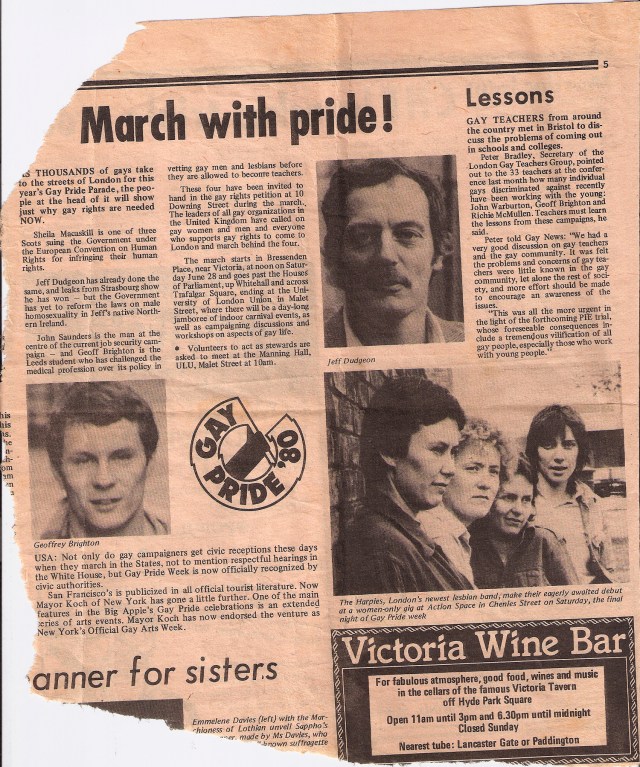 5
March with pride!
THOUSANDS of gays take
to the streets of London for this
year's Gay Pride Parade, the peo-
ple at the head of it will show
just why rights are needed
NOW.
Sheila Macuskill is one of three
Scots suing the Government under
the European Convention on Human
Rights for infringing their human
rights.
Jeff Dudgeon has already done the
same, and leaks from Strasbourg show
he has won – but the Government
has yet to reform the laws on male
homosexuality in Jeff's native Nort-
ern Ireland.
John Saunders is the man at the
centre of the current job security cam-
paign – and Geoff Brighton is the
Leeds student who has challenged the
medical profession over its policy in
vetting gay men and lesbians before
they are allowed to become teachers.
These four have been invited to
hand in the gay rights petition at 10
Downing Street during the march.
The leaders of all gay organizations in
the United Kingdom have called on
gay women and men and everyone
who supports gay rights to come to
London and march behind the four.
The march starts in Bressenden
Place, near Victoria, at noon on Satur-
day June 28 and goes past the Houses
of Parliament, up Whitehall and across
Trafalgar Square, ending at the Uni-
versity of London Union in Malet
Street, where there will be a day-long
jamboree of indoor carnival events, as
well as campaigning discussions and
workshops on aspects of gay life.
● Volunteers to act as stewards are
asked to meet at the Manning Hall,
ULU, Malet Street at 10am.
Jeff Dudgeon
Lessons
GAY TEACHERS from around
the country met in Bristol to dis-
cuss the problems of coming out
in schools and colleges.
Peter Bradley, Secretary of the
London Gay Teachers Group, pointed
out to the 33 teachers at the confer-
ence last month how many individual
gays discriminated against recently
have been working with the young:
John Warburton, Geoff Brighton and
Richie McMullen. Teachers must learn
the lessons from these campaigns, he
said.
Peter told Gay News: "We had a
very good discussion on gay teachers
and the gay community. It was felt
the problems and concerns of gay tea-
chers were little known in the gay
community, let alone the rest of soci-
ety, and more effort should be made
to encourage an awareness of the
issues.
"This was all the more urgent in
the light of the forthcoming PIE trial,
whose foreseeable consequences in-
clude a tremendous vilification of all
gay people, especially those who work
with young people."
Geoffrey Brighton
GAY
PRIDE '80
USA: Not only do gay campaigners get civic receptions these days
when they march in the States, not to mention respectful hearings in
the White House, but Gay Pride Week is now officially recognized by
civic authorities.
San Francisco's is publicized in all official tourist literature. Now
Mayor Koch of New York has gone a little further. One of the main
features in the Big Apple's Gay Pride celebrations is an extended
series of arts events. Mayor Koch has now endorsed the venture as
New York's Official Gay Arts Week.
The Harpies, London's newest lesbian band, make their eagerly awaited debut
at a women-only gig at Action Space in Chenies Street on Saturday, the final
night of Gay Pride week
anner for sisters
Emmelene Davies (left) with the Mar-
chioness of Lothian unveil Sappho's
made by Ms Davies, who
known suffragette
Victoria Wine Bar
For fabulous atmosphere, good food, wines and music
in the cellars of the famous Victoria Tavern
off Hyde Park Square
Open 11am until 3pm and 6.30pm until midnight
Closed Sunday
Nearest tube: Lancaster Gate or Paddington